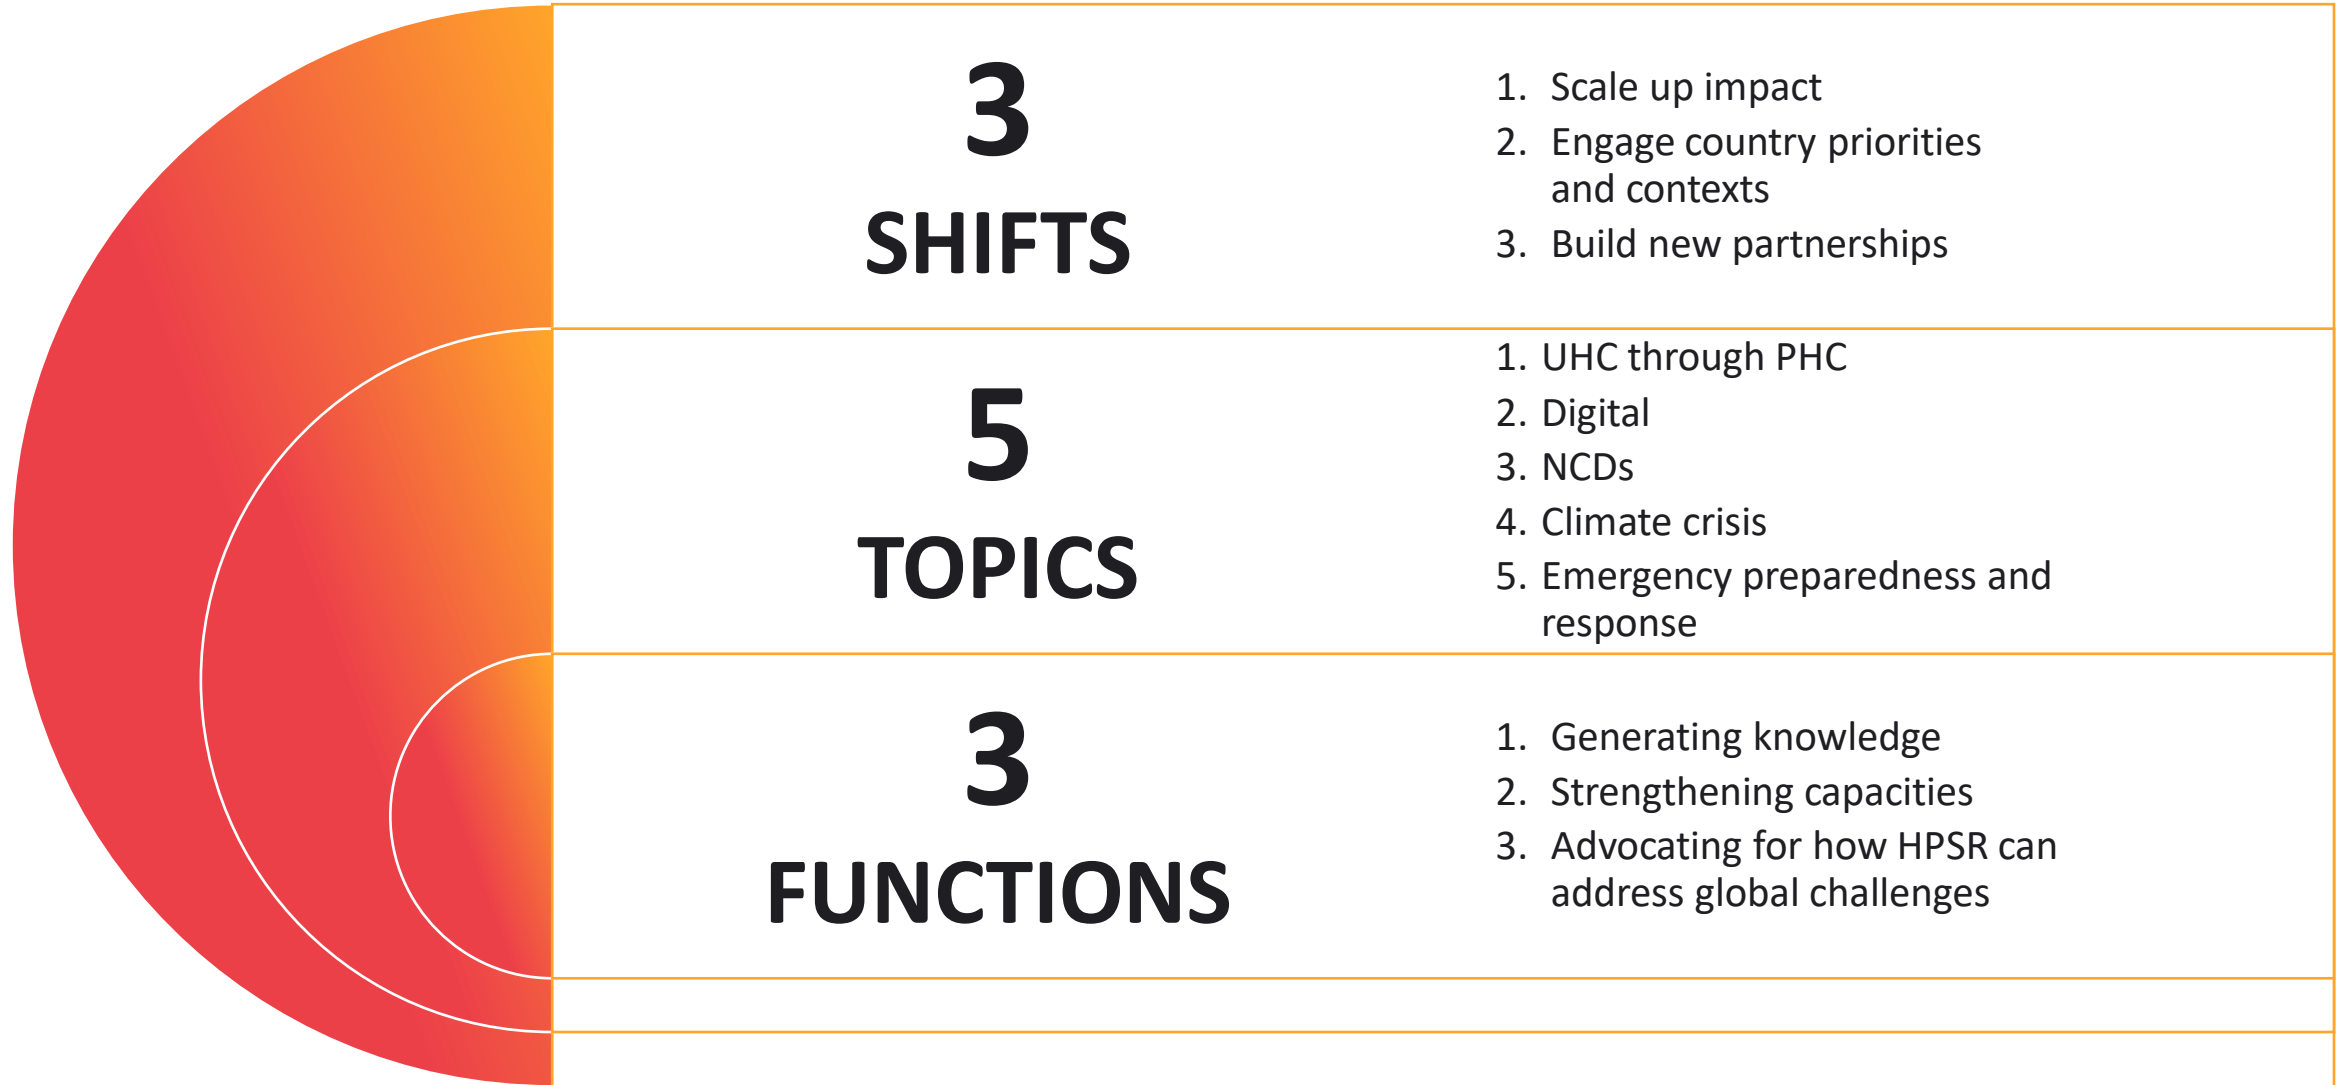 3
SHIFTS
1. Scale up impact
2. Engage country priorities
and contexts
3. Build new partnerships
5
TOPICS
1. UHC through PHC
2. Digital
3. NCDs
4. Climate crisis
5. Emergency preparedness and
response
3
FUNCTIONS
1. Generating knowledge
2. Strengthening capacities
3. Advocating for how HPSR can
address global challenges